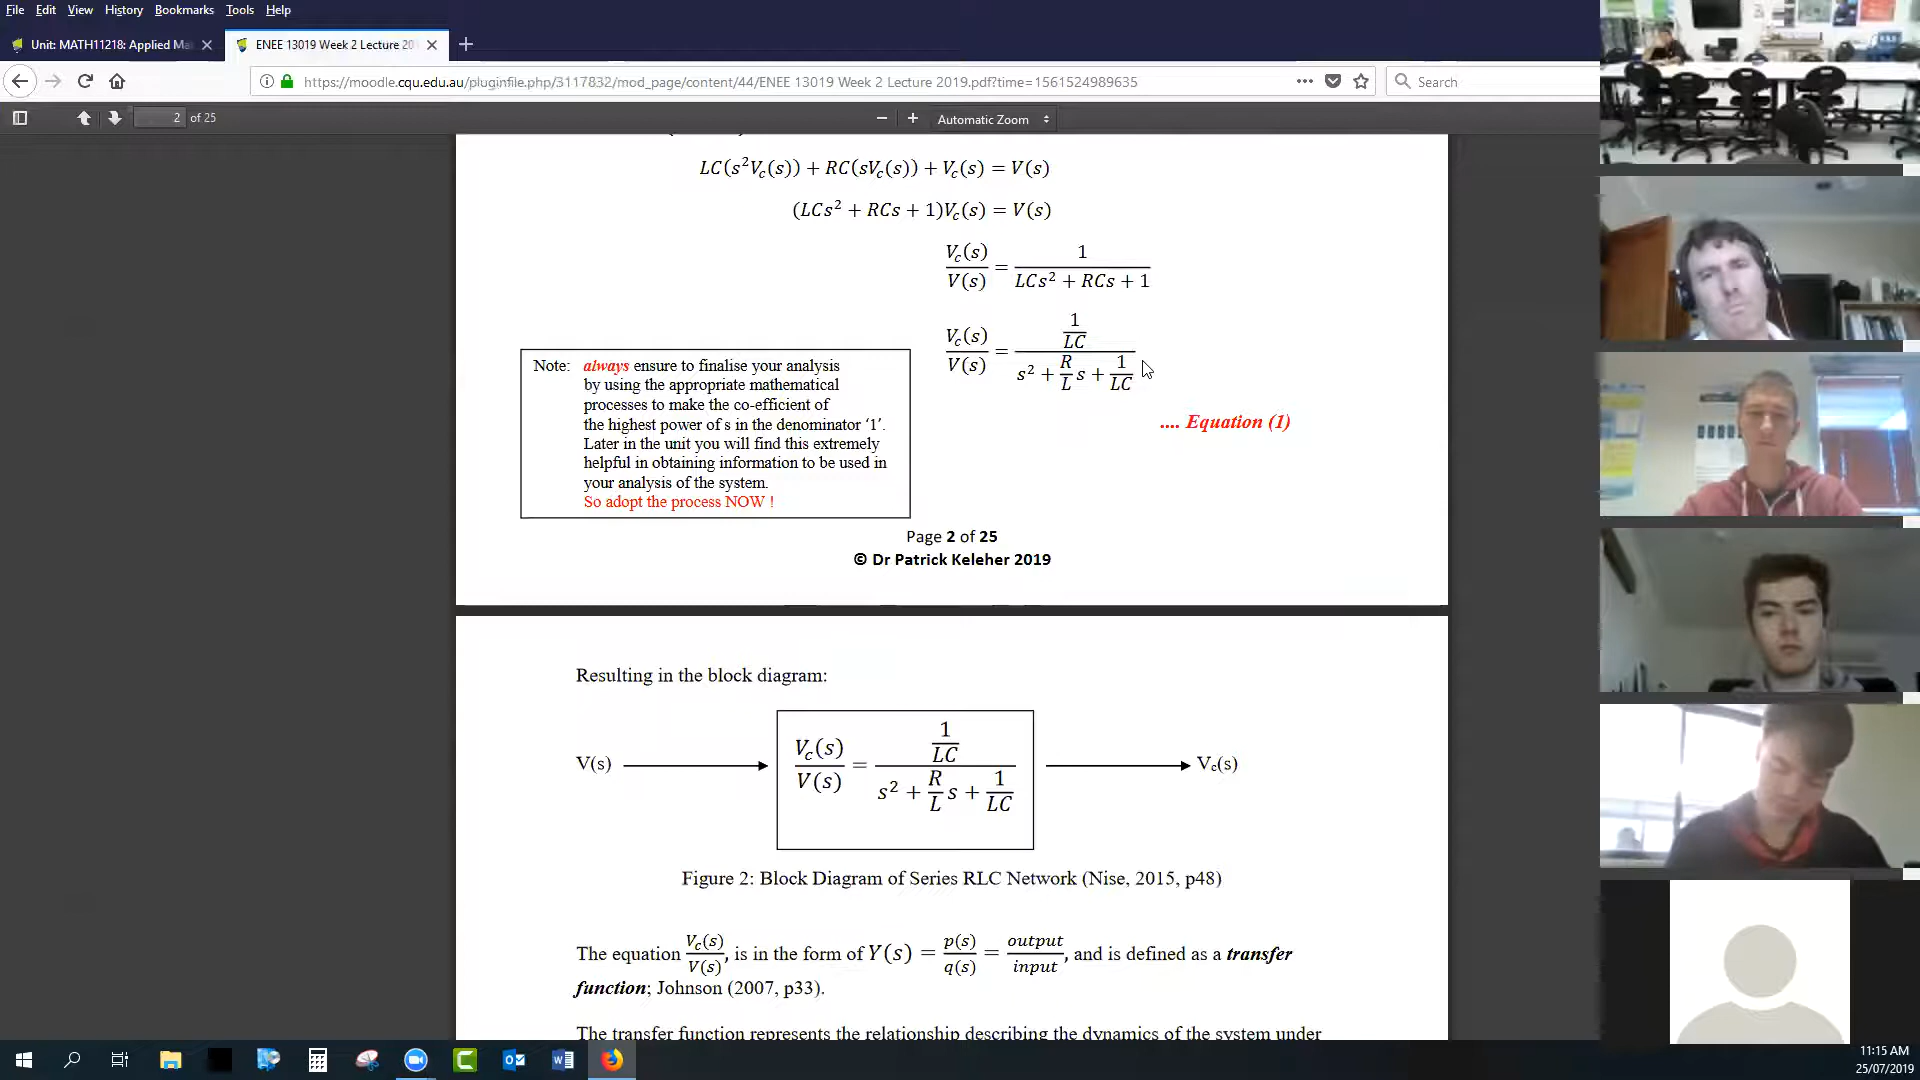 File Edit View History Bookmarks Tools Help
Unit: MATH11218: Applied Ma
ENEE 13019 Week 2 Lecture 20
https://moodle.cqu.edu.au/pluginfile.php/3117832/mod_page/content/44/ENEE 13019 Week 2 Lecture 2019.pdf?time=1561524989635
Search
2 of 25
Automatic Zoom
LC(s²V_c(s)) + RC(sV_c(s)) + V_c(s) = V(s)
(LCs² + RCs + 1)V_c(s) = V(s)
V_c(s)/V(s) = 1/(LCs² + RCs + 1)
V_c(s)/V(s) = (1/LC)/(s² + (R/L)s + 1/LC)
.... Equation (1)
Note: always ensure to finalise your analysis
by using the appropriate mathematical
processes to make the co-efficient of
the highest power of s in the denominator ‘1’.
Later in the unit you will find this extremely
helpful in obtaining information to be used in
your analysis of the system.
So adopt the process NOW !
Page 2 of 25
© Dr Patrick Keleher 2019
Resulting in the block diagram:
V(s)
V_c(s)/V(s) = (1/LC)/(s² + (R/L)s + 1/LC)
V_c(s)
Figure 2: Block Diagram of Series RLC Network (Nise, 2015, p48)
The equation V_c(s)/V(s), is in the form of Y(s) = p(s)/q(s) = output/input, and is defined as a transfer
function; Johnson (2007, p33).
The transfer function represents the relationship describing the dynamics of the system under
11:15 AM
25/07/2019